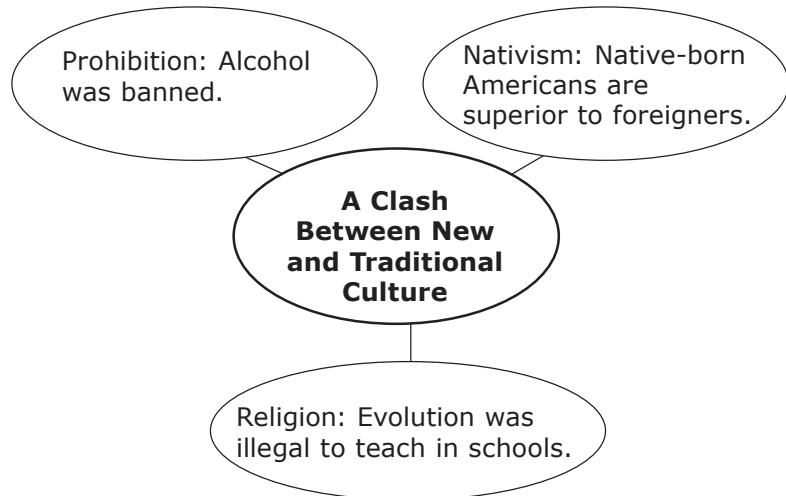 Prohibition: Alcohol
was banned.
Nativism: Native-born
Americans are
superior to foreigners.
A Clash
Between New
and Traditional
Culture
Religion: Evolution was
illegal to teach in schools.